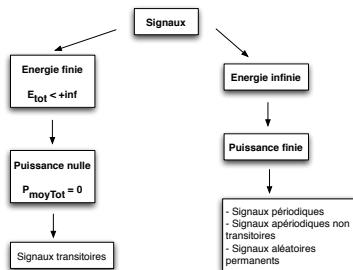 Signaux
Energie finie
E_tot < +inf
Energie infinie
Puissance nulle
P_moyTot = 0
Puissance finie
Signaux transitoires
- Signaux périodiques
- Signaux apériodiques non
transitoires
- Signaux aléatoires
permanents